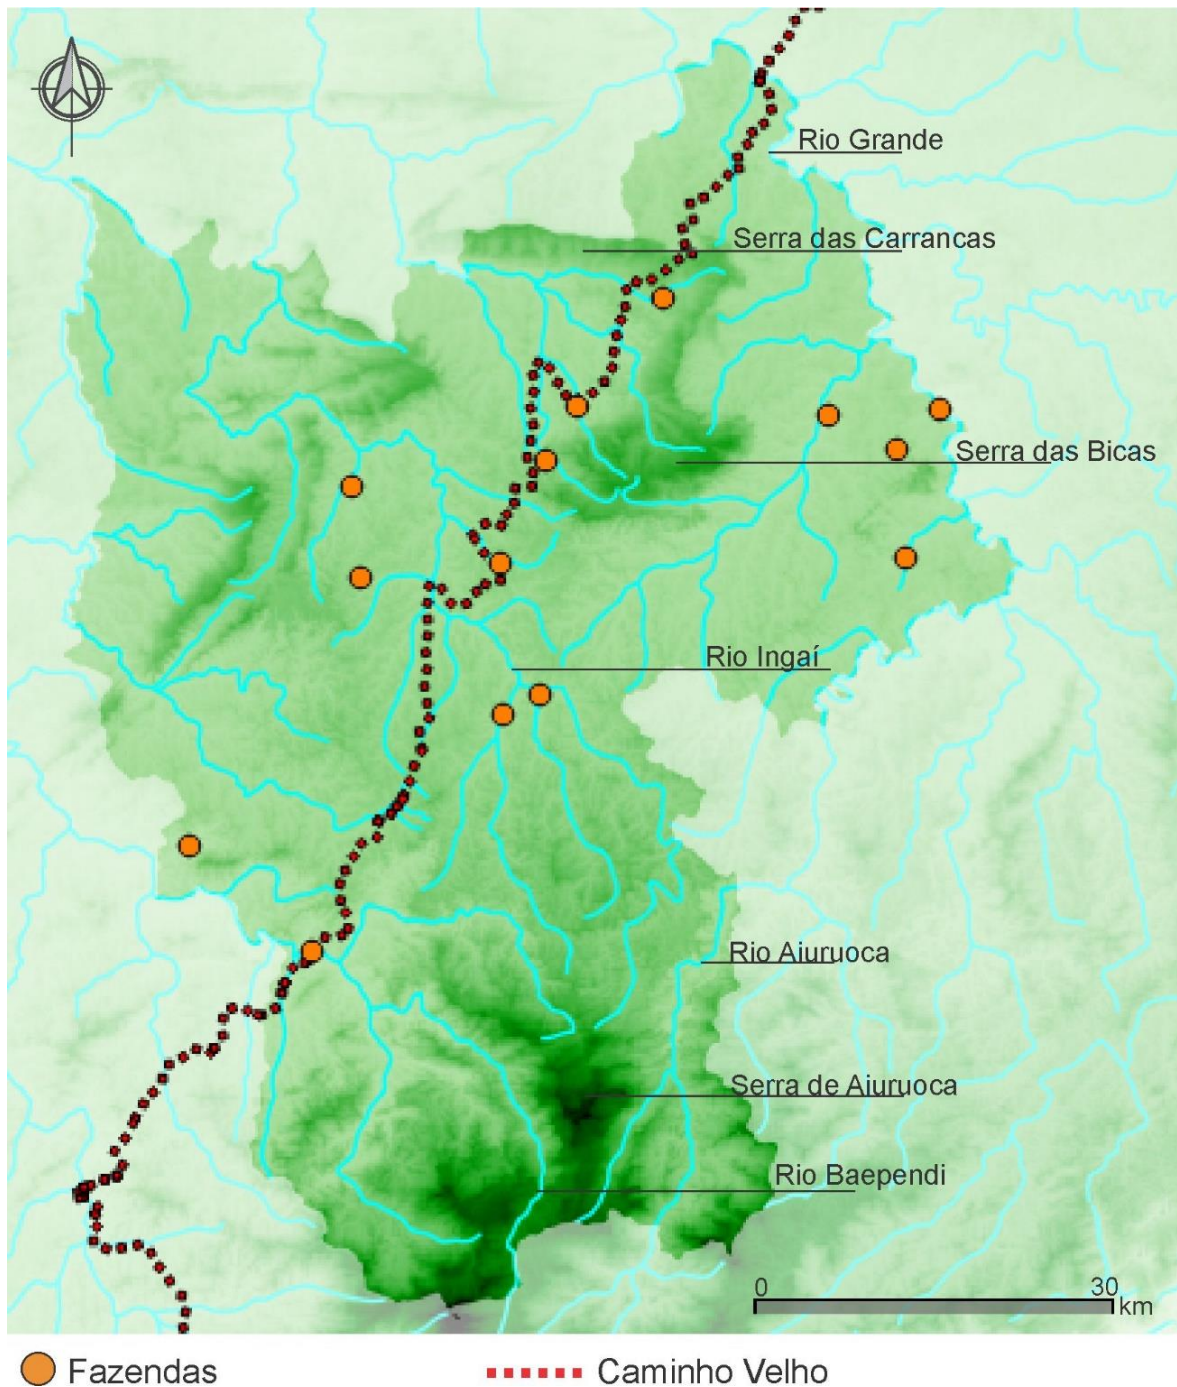 Rio Grande
Serra das Carrancas
Serra das Bicas
Rio Ingaí
Rio Aiuruoca
Serra de Aiuruoca
Rio Baependi
0 30
km
Fazendas
Caminho Velho